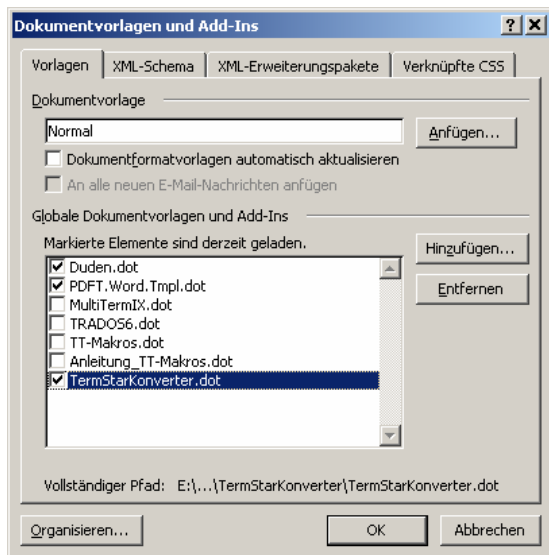 Dokumentvorlagen und Add-Ins
Vorlagen XML-Schema XML-Erweiterungspakete Verknüpfte CSS
Dokumentvorlage
Normal Anfügen...
Dokumentformatvorlagen automatisch aktualisieren
An alle neuen E-Mail-Nachrichten anfügen
Globale Dokumentvorlagen und Add-Ins
Markierte Elemente sind derzeit geladen. Hinzufügen...
Duden.dot
PDFT.Word.Tmpl.dot Entfernen
MultiTermIX.dot
TRADOS6.dot
TT-Makros.dot
Anleitung_TT-Makros.dot
TermStarKonverter.dot
Vollständiger Pfad: E:\...\TermStarKonverter\TermStarKonverter.dot
Organisieren... OK Abbrechen